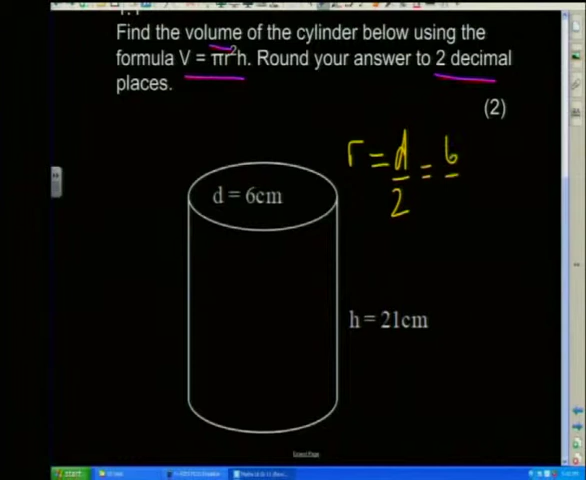 Find the volume of the cylinder below using the
formula V = πr²h. Round your answer to 2 decimal
places.
(2)
r = d/2 = 6
d = 6cm
h = 21cm
start